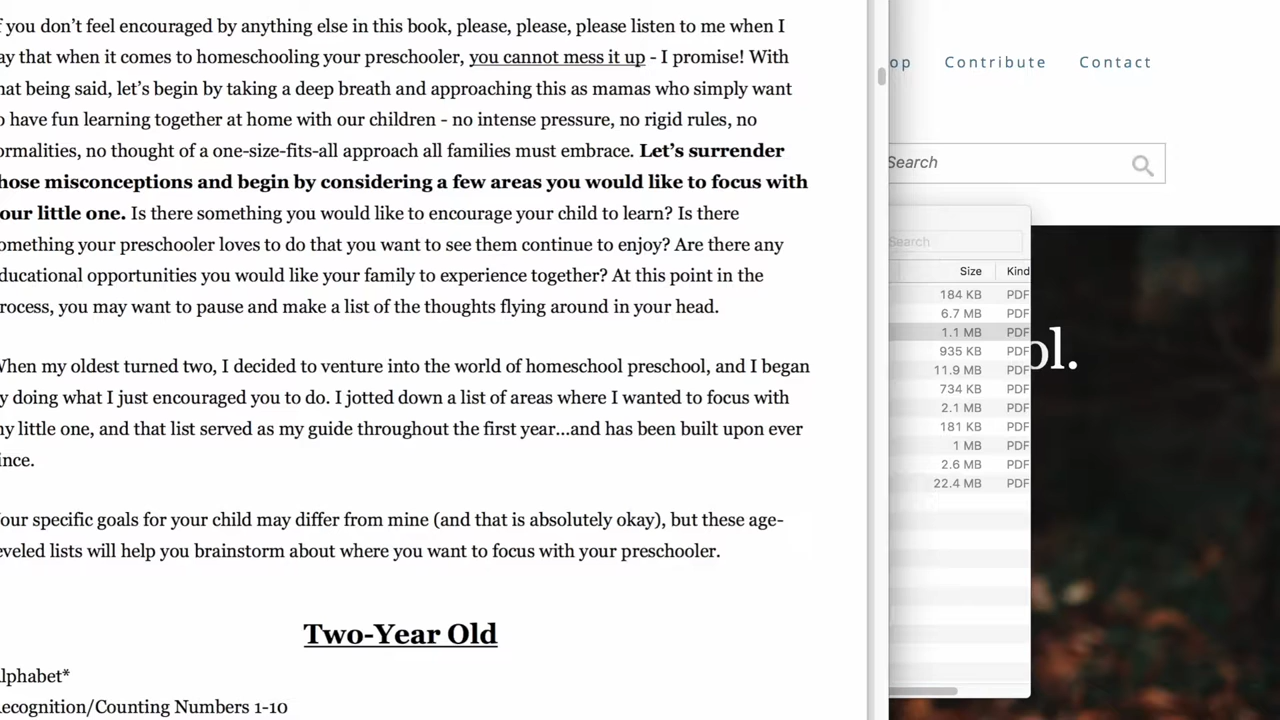 f you don't feel encouraged by anything else in this book, please, please, please listen to me when I
ay that when it comes to homeschooling your preschooler, you cannot mess it up - I promise! With
hat being said, let's begin by taking a deep breath and approaching this as mamas who simply want
o have fun learning together at home with our children - no intense pressure, no rigid rules, no
ormalities, no thought of a one-size-fits-all approach all families must embrace. Let's surrender
hose misconceptions and begin by considering a few areas you would like to focus with
our little one. Is there something you would like to encourage your child to learn? Is there
omething your preschooler loves to do that you want to see them continue to enjoy? Are there any
ducational opportunities you would like your family to experience together? At this point in the
rocess, you may want to pause and make a list of the thoughts flying around in your head.
When my oldest turned two, I decided to venture into the world of homeschool preschool, and I began
y doing what I just encouraged you to do. I jotted down a list of areas where I wanted to focus with
my little one, and that list served as my guide throughout the first year...and has been built upon ever
ince.
our specific goals for your child may differ from mine (and that is absolutely okay), but these age-
eveled lists will help you brainstorm about where you want to focus with your preschooler.
Two-Year Old
lphabet*
ecognition/Counting Numbers 1-10
op Contribute Contact
Search
Search
Size Kind
184 KB PDF
6.7 MB PDF
1.1 MB PDF
935 KB PDF
11.9 MB PDF
734 KB PDF
2.1 MB PDF
181 KB PDF
1 MB PDF
2.6 MB PDF
22.4 MB PDF
ol.